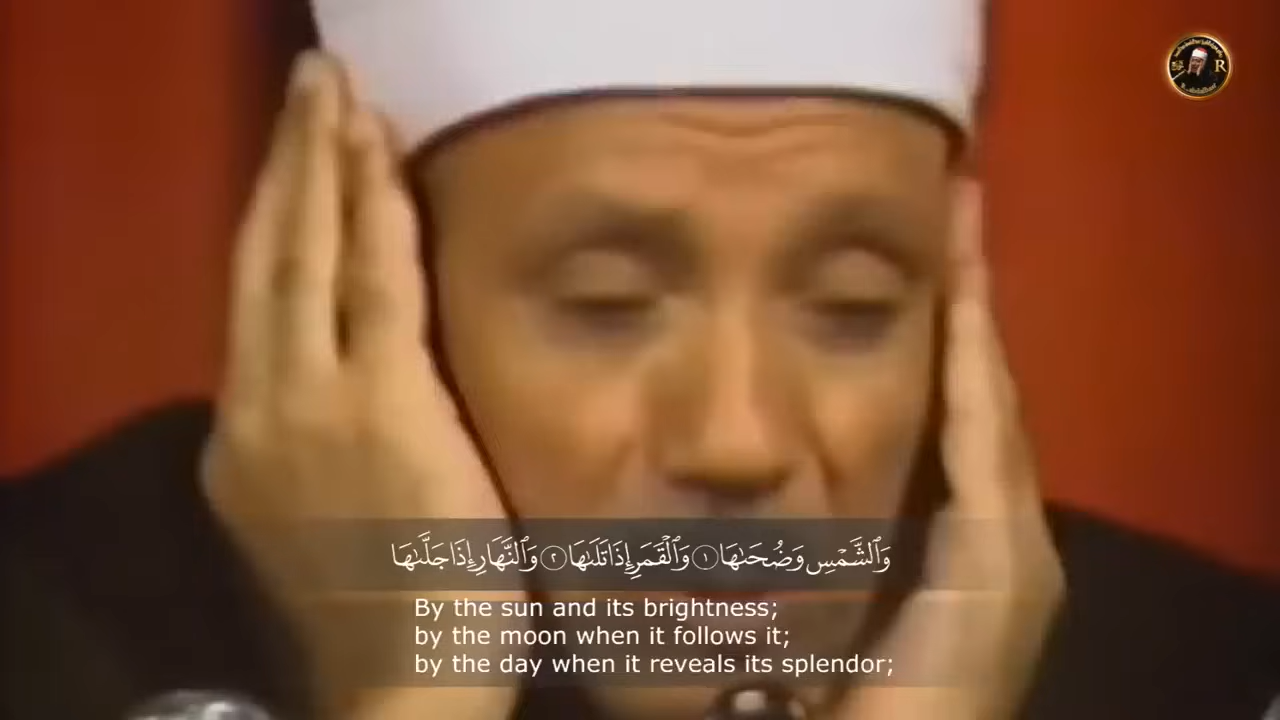 وَٱلشَّمْسِ وَضُحَىٰهَا ١ وَٱلْقَمَرِ إِذَا تَلَىٰهَا ٢ وَٱلنَّهَارِ إِذَا جَلَّىٰهَا
By the sun and its brightness;
by the moon when it follows it;
by the day when it reveals its splendor;
R